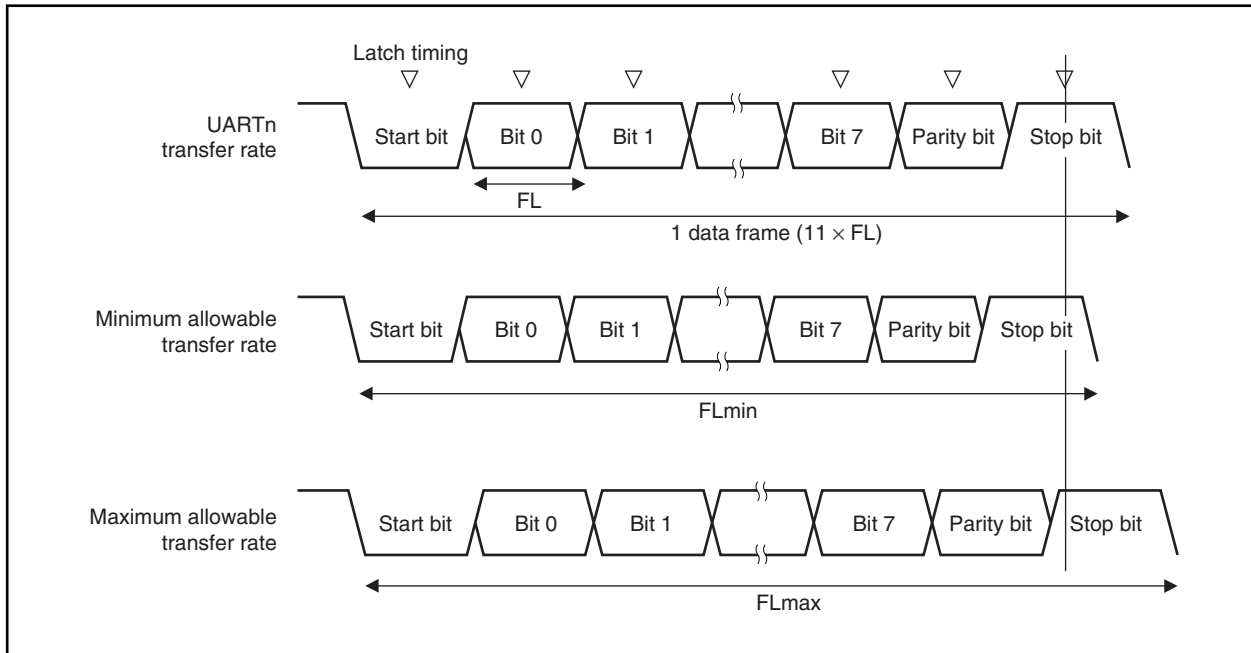 Latch timing
UARTn
transfer rate
Start bit
Bit 0
Bit 1
Bit 7
Parity bit
Stop bit
FL
1 data frame (11 × FL)
Minimum allowable
transfer rate
Start bit
Bit 0
Bit 1
Bit 7
Parity bit
Stop bit
FLmin
Maximum allowable
transfer rate
Start bit
Bit 0
Bit 1
Bit 7
Parity bit
Stop bit
FLmax